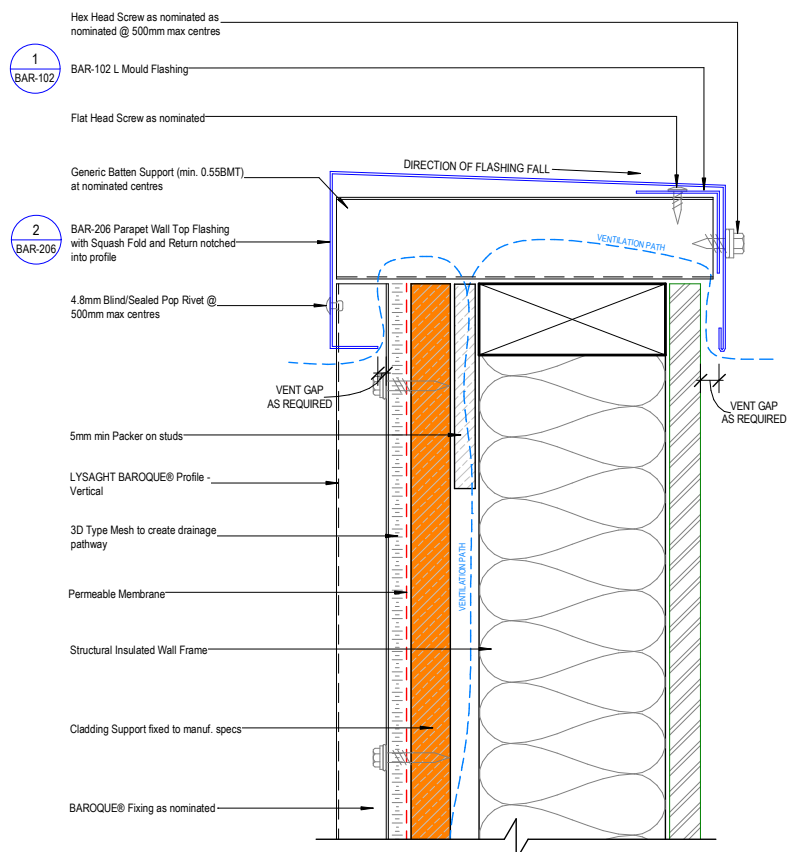 Hex Head Screw as nominated as
nominated @ 500mm max centres
1
BAR-102
BAR-102 L Mould Flashing
Flat Head Screw as nominated
DIRECTION OF FLASHING FALL
Generic Batten Support (min. 0.55BMT)
at nominated centres
2
BAR-206
BAR-206 Parapet Wall Top Flashing
with Squash Fold and Return notched
into profile
VENTILATION PATH
4.8mm Blind/Sealed Pop Rivet @
500mm max centres
VENT GAP
AS REQUIRED
VENT GAP
AS REQUIRED
5mm min Packer on studs
LYSAGHT BAROQUE® Profile -
Vertical
3D Type Mesh to create drainage
pathway
VENTILATION PATH
Permeable Membrane
Structural Insulated Wall Frame
Cladding Support fixed to manuf. specs
BAROQUE® Fixing as nominated